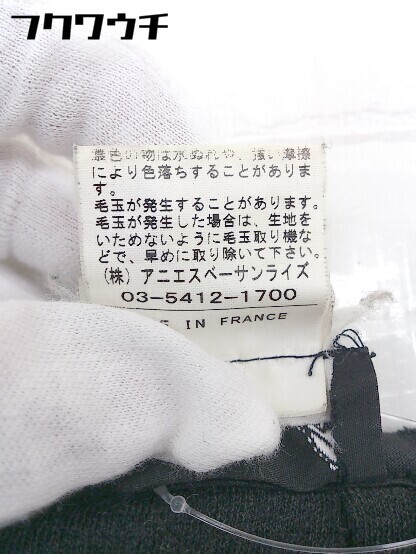 フクワウチ
濃色の物は水ぬれや、強い摩擦
により色落ちすることがありま
す。
毛玉が発生することがあります。
毛玉が発生した場合は、生地を
いためないように毛玉取り機な
どで、早めに取り除いて下さい。
(株) アニエスベーサンライズ
03-5412-1700
IN FRANCE